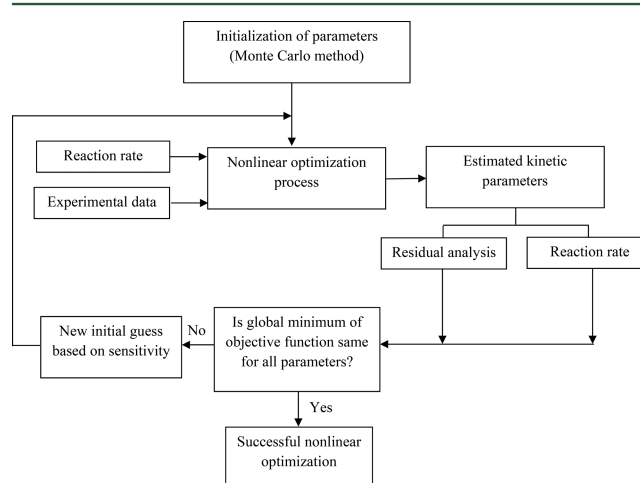 Initialization of parameters
(Monte Carlo method)
Reaction rate
Experimental data
Nonlinear optimization
process
Estimated kinetic
parameters
Residual analysis
Reaction rate
Is global minimum of
objective function same
for all parameters?
No
New initial guess
based on sensitivity
Yes
Successful nonlinear
optimization